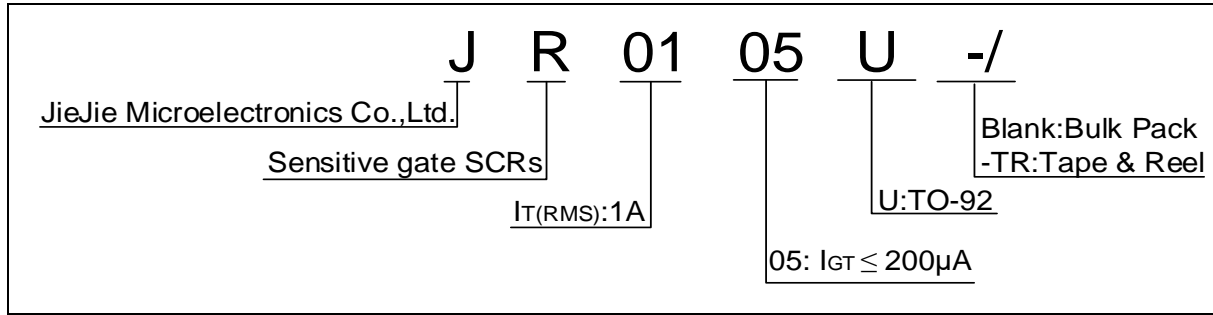 J R 01 05 U -/
JieJie Microelectronics Co.,Ltd.
Blank:Bulk Pack
Sensitive gate SCRs
-TR:Tape & Reel
IT(RMS):1A
U:TO-92
05: IGT ≤ 200μA